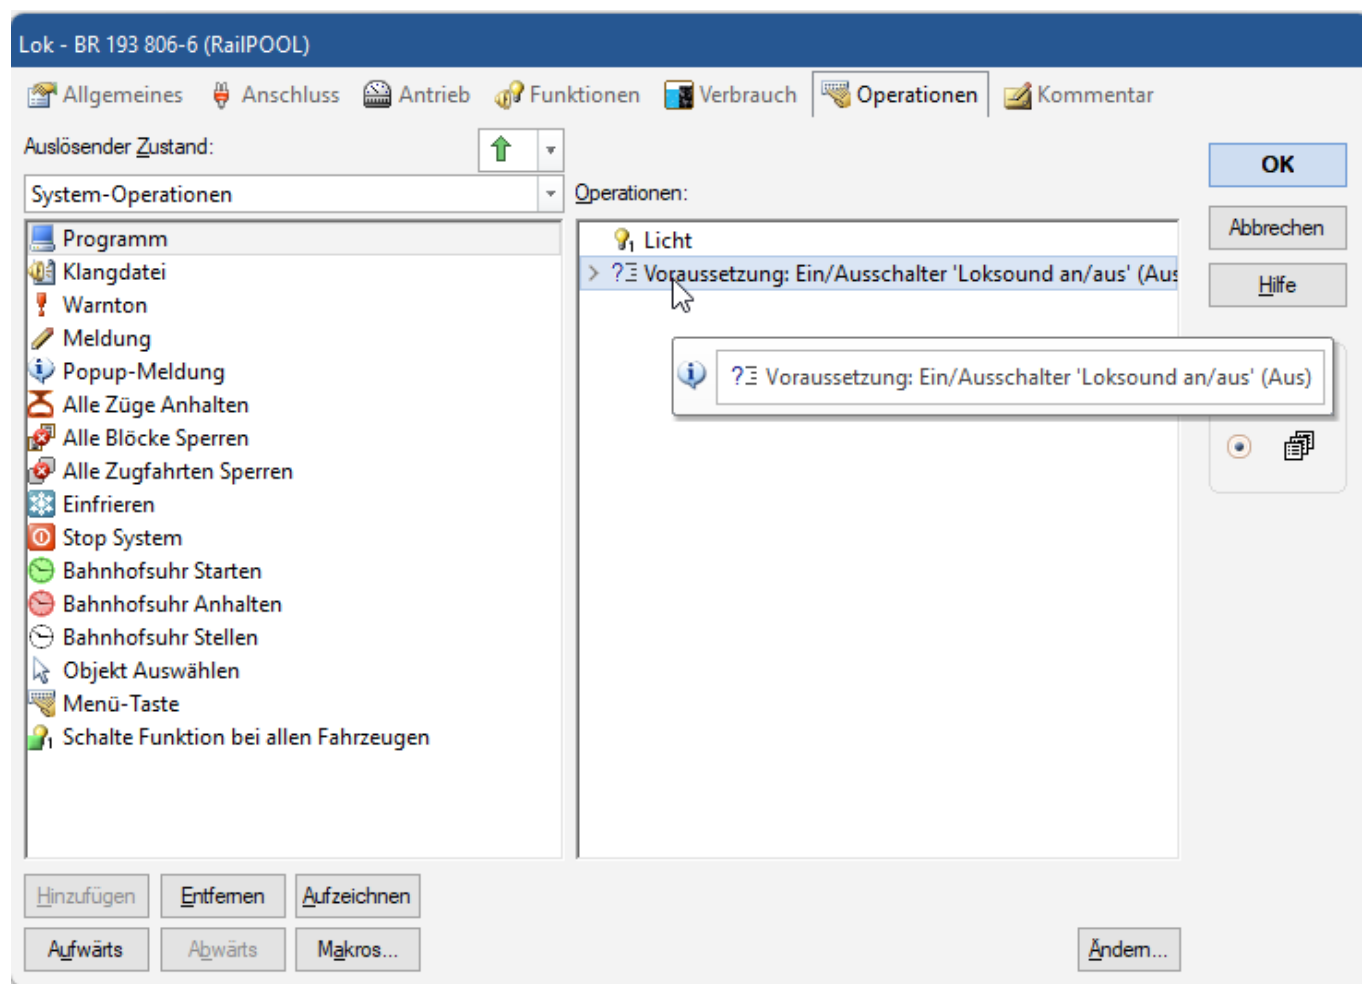 Lok - BR 193 806-6 (RailPOOL)
Allgemeines Anschluss Antrieb Funktionen Verbrauch Operationen Kommentar
Auslösender Zustand:
System-Operationen
Operationen:
Programm
Klangdatei
Warnton
Meldung
Popup-Meldung
Alle Züge Anhalten
Alle Blöcke Sperren
Alle Zugfahrten Sperren
Einfrieren
Stop System
Bahnhofsuhr Starten
Bahnhofsuhr Anhalten
Bahnhofsuhr Stellen
Objekt Auswählen
Menü-Taste
Schalte Funktion bei allen Fahrzeugen
Licht
Voraussetzung: Ein/Ausschalter 'Loksound an/aus' (Aus
Voraussetzung: Ein/Ausschalter 'Loksound an/aus' (Aus)
OK
Abbrechen
Hilfe
Hinzufügen Entfernen Aufzeichnen
Aufwärts Abwärts Makros...
Ändern...